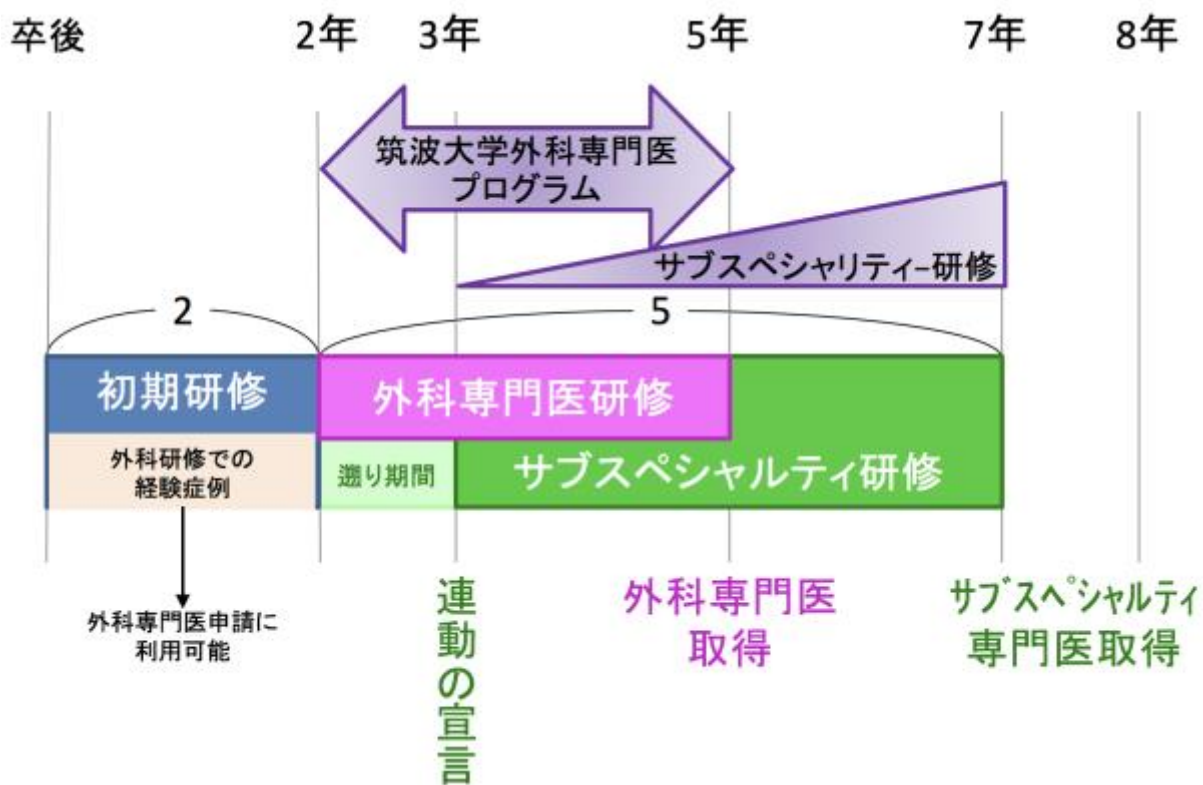 卒後
2年
3年
5年
7年
8年
筑波大学外科専門医
プログラム
サブスペシャリティ-研修
2
5
初期研修
外科専門医研修
外科研修での
経験症例
遡り期間
サブスペシャルティ研修
外科専門医申請に
利用可能
連動の宣言
外科専門医
取得
サブスペシャルティ
専門医取得